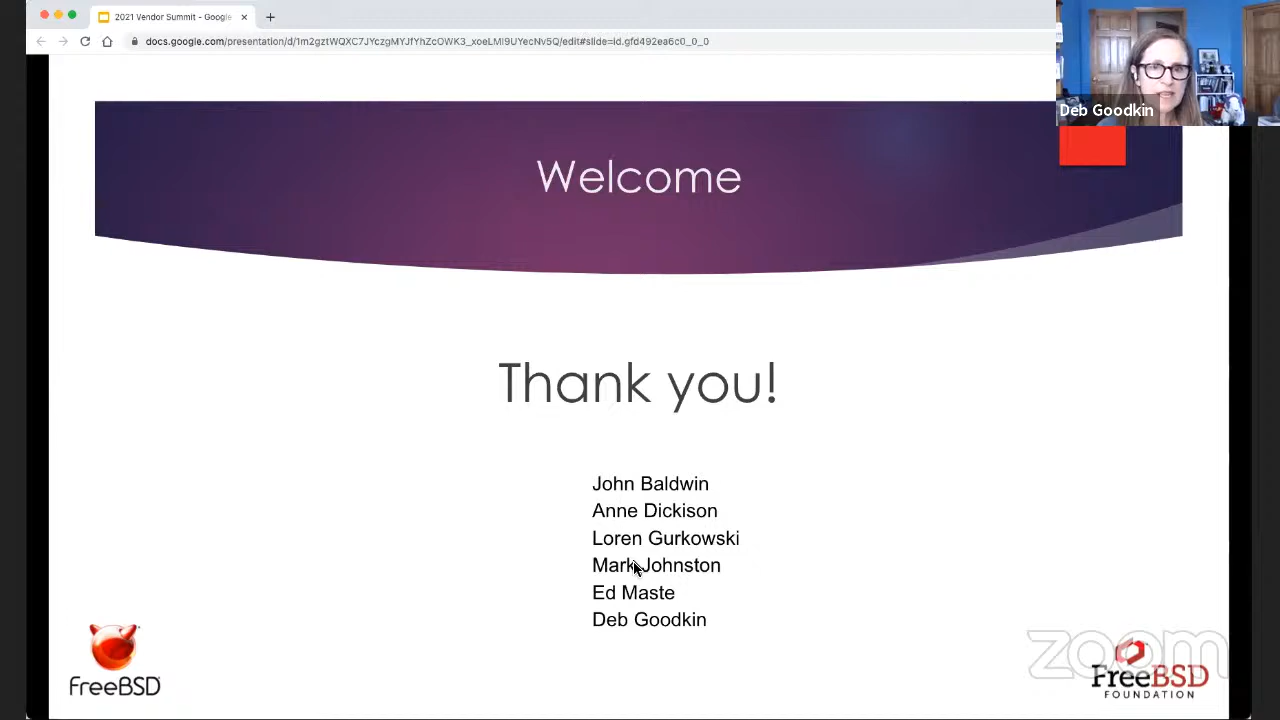 2021 Vendor Summit - Google
docs.google.com/presentation/d/1m2gztWQXC7JYczgMYJfYhZcOWK3_xoeLMI9UYecNv5Q/edit#slide=id.gfd492ea6c0_0_0
Deb Goodkin
Welcome
Thank you!
John Baldwin
Anne Dickison
Loren Gurkowski
Mark Johnston
Ed Maste
Deb Goodkin
FreeBSD
zoom
FreeBSD
FOUNDATION